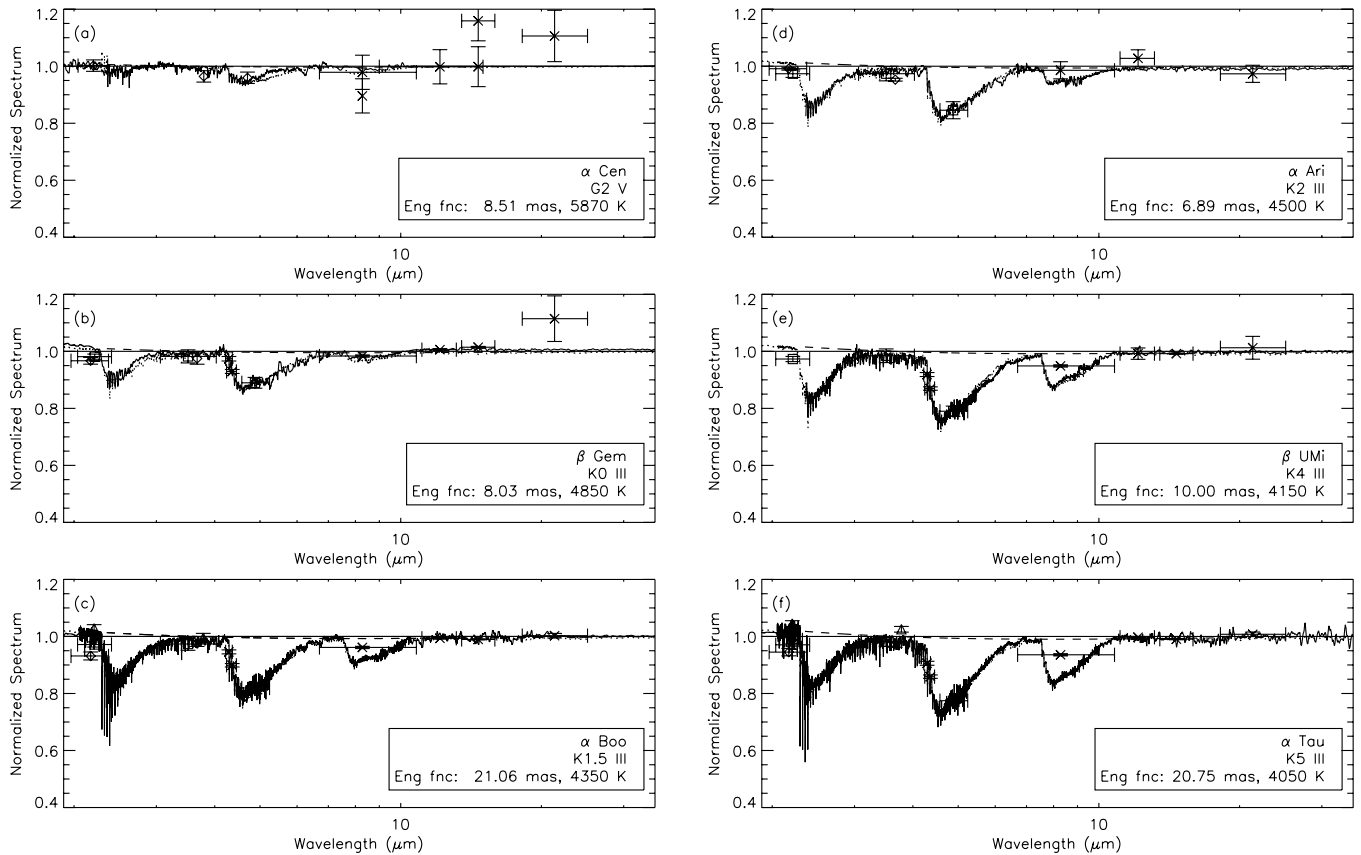 (a)
1.2
1.0
0.8
0.6
0.4
Normalized Spectrum
α Cen
G2 V
Eng fnc: 8.51 mas, 5870 K
10
Wavelength (μm)
(b)
1.2
1.0
0.8
0.6
0.4
Normalized Spectrum
β Gem
K0 III
Eng fnc: 8.03 mas, 4850 K
10
Wavelength (μm)
(c)
1.2
1.0
0.8
0.6
0.4
Normalized Spectrum
α Boo
K1.5 III
Eng fnc: 21.06 mas, 4350 K
10
Wavelength (μm)
(d)
1.2
1.0
0.8
0.6
0.4
Normalized Spectrum
α Ari
K2 III
Eng fnc: 6.89 mas, 4500 K
10
Wavelength (μm)
(e)
1.2
1.0
0.8
0.6
0.4
Normalized Spectrum
β UMi
K4 III
Eng fnc: 10.00 mas, 4150 K
10
Wavelength (μm)
(f)
1.2
1.0
0.8
0.6
0.4
Normalized Spectrum
α Tau
K5 III
Eng fnc: 20.75 mas, 4050 K
10
Wavelength (μm)